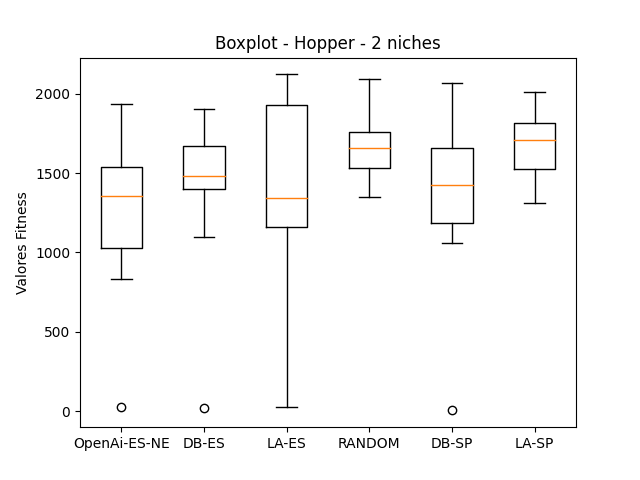 Boxplot - Hopper - 2 niches
Valores Fitness
2000
1500
1000
500
0
OpenAi-ES-NE DB-ES LA-ES RANDOM DB-SP LA-SP